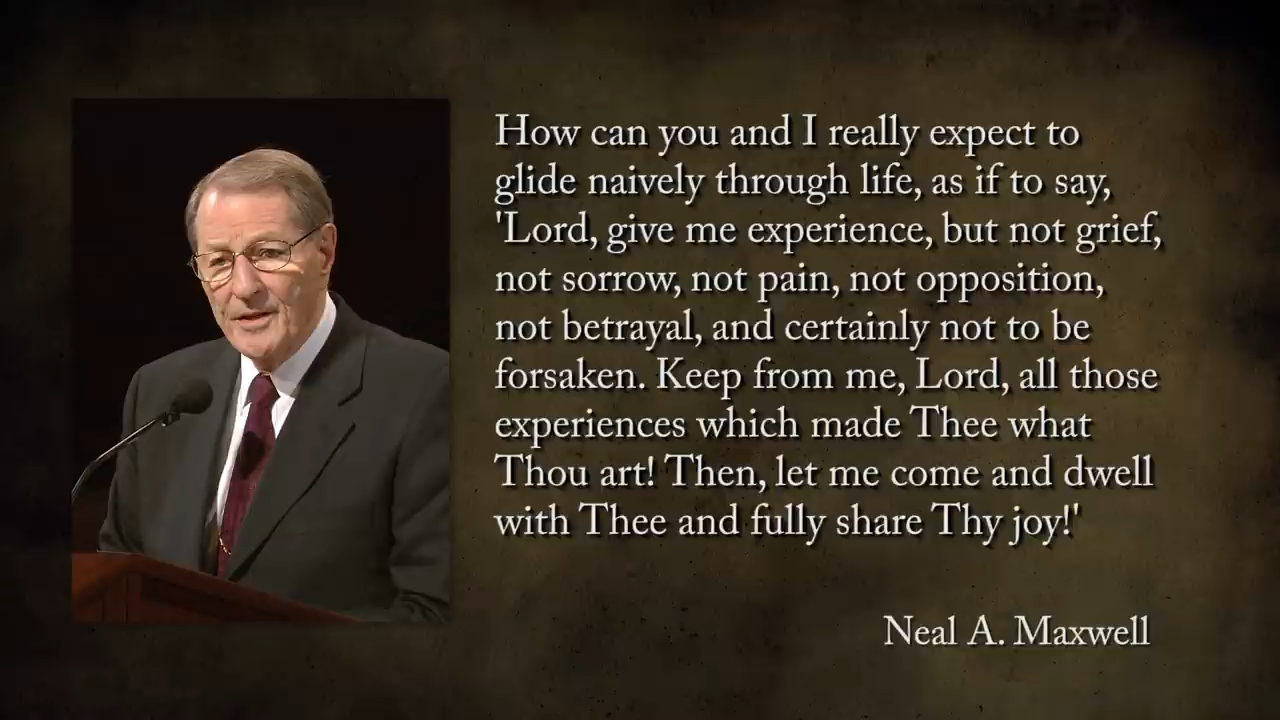 How can you and I really expect to
glide naively through life, as if to say,
'Lord, give me experience, but not grief,
not sorrow, not pain, not opposition,
not betrayal, and certainly not to be
forsaken. Keep from me, Lord, all those
experiences which made Thee what
Thou art! Then, let me come and dwell
with Thee and fully share Thy joy!'
Neal A. Maxwell